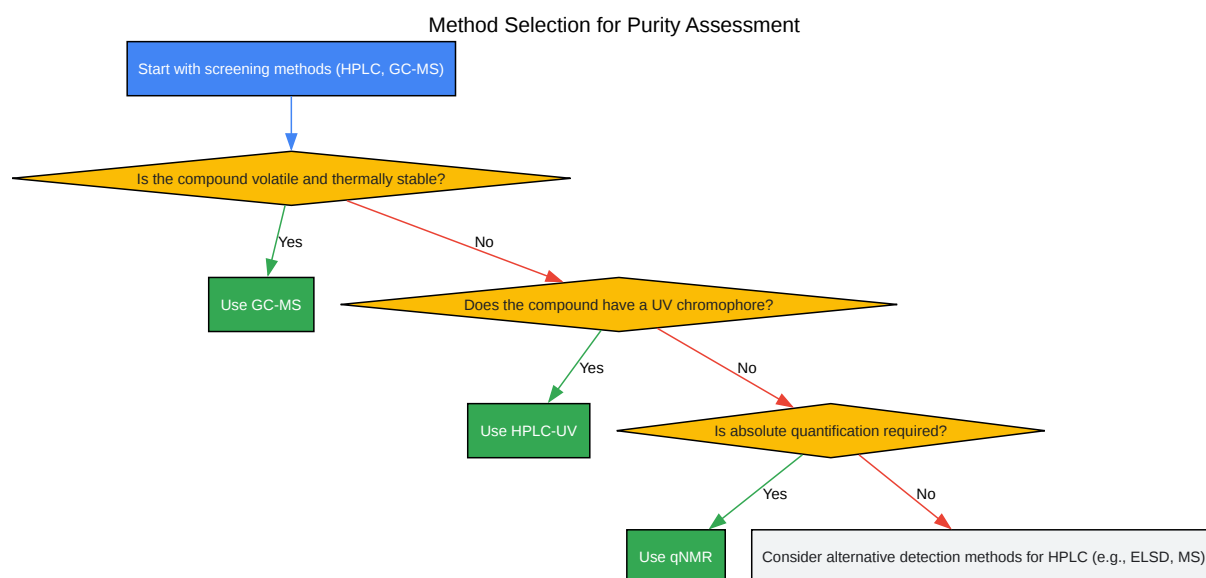 Method Selection for Purity Assessment
Start with screening methods (HPLC, GC-MS)
Is the compound volatile and thermally stable?
Yes
No
Use GC-MS
Does the compound have a UV chromophore?
Yes
No
Use HPLC-UV
Is absolute quantification required?
Yes
No
Use qNMR
Consider alternative detection methods for HPLC (e.g., ELSD, MS)